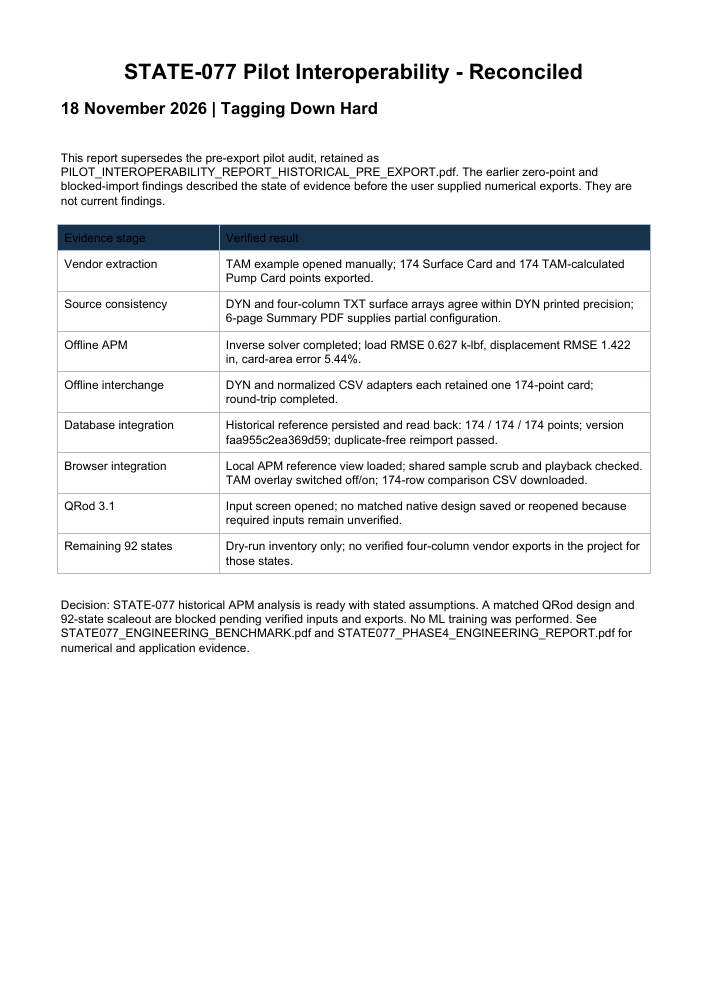 STATE-077 Pilot Interoperability - Reconciled
18 November 2026 | Tagging Down Hard
This report supersedes the pre-export pilot audit, retained as
PILOT_INTEROPERABILITY_REPORT_HISTORICAL_PRE_EXPORT.pdf. The earlier zero-point and
blocked-import findings described the state of evidence before the user supplied numerical exports. They are
not current findings.
Evidence stage
Verified result
Vendor extraction
TAM example opened manually; 174 Surface Card and 174 TAM-calculated
Pump Card points exported.
Source consistency
DYN and four-column TXT surface arrays agree within DYN printed precision;
6-page Summary PDF supplies partial configuration.
Offline APM
Inverse solver completed; load RMSE 0.627 k-lbf, displacement RMSE 1.422
in, card-area error 5.44%.
Offline interchange
DYN and normalized CSV adapters each retained one 174-point card;
round-trip completed.
Database integration
Historical reference persisted and read back: 174 / 174 / 174 points; version
faa955c2ea369d59; duplicate-free reimport passed.
Browser integration
Local APM reference view loaded; shared sample scrub and playback checked.
TAM overlay switched off/on; 174-row comparison CSV downloaded.
QRod 3.1
Input screen opened; no matched native design saved or reopened because
required inputs remain unverified.
Remaining 92 states
Dry-run inventory only; no verified four-column vendor exports in the project for
those states.
Decision: STATE-077 historical APM analysis is ready with stated assumptions. A matched QRod design and
92-state scaleout are blocked pending verified inputs and exports. No ML training was performed. See
STATE077_ENGINEERING_BENCHMARK.pdf and STATE077_PHASE4_ENGINEERING_REPORT.pdf for
numerical and application evidence.